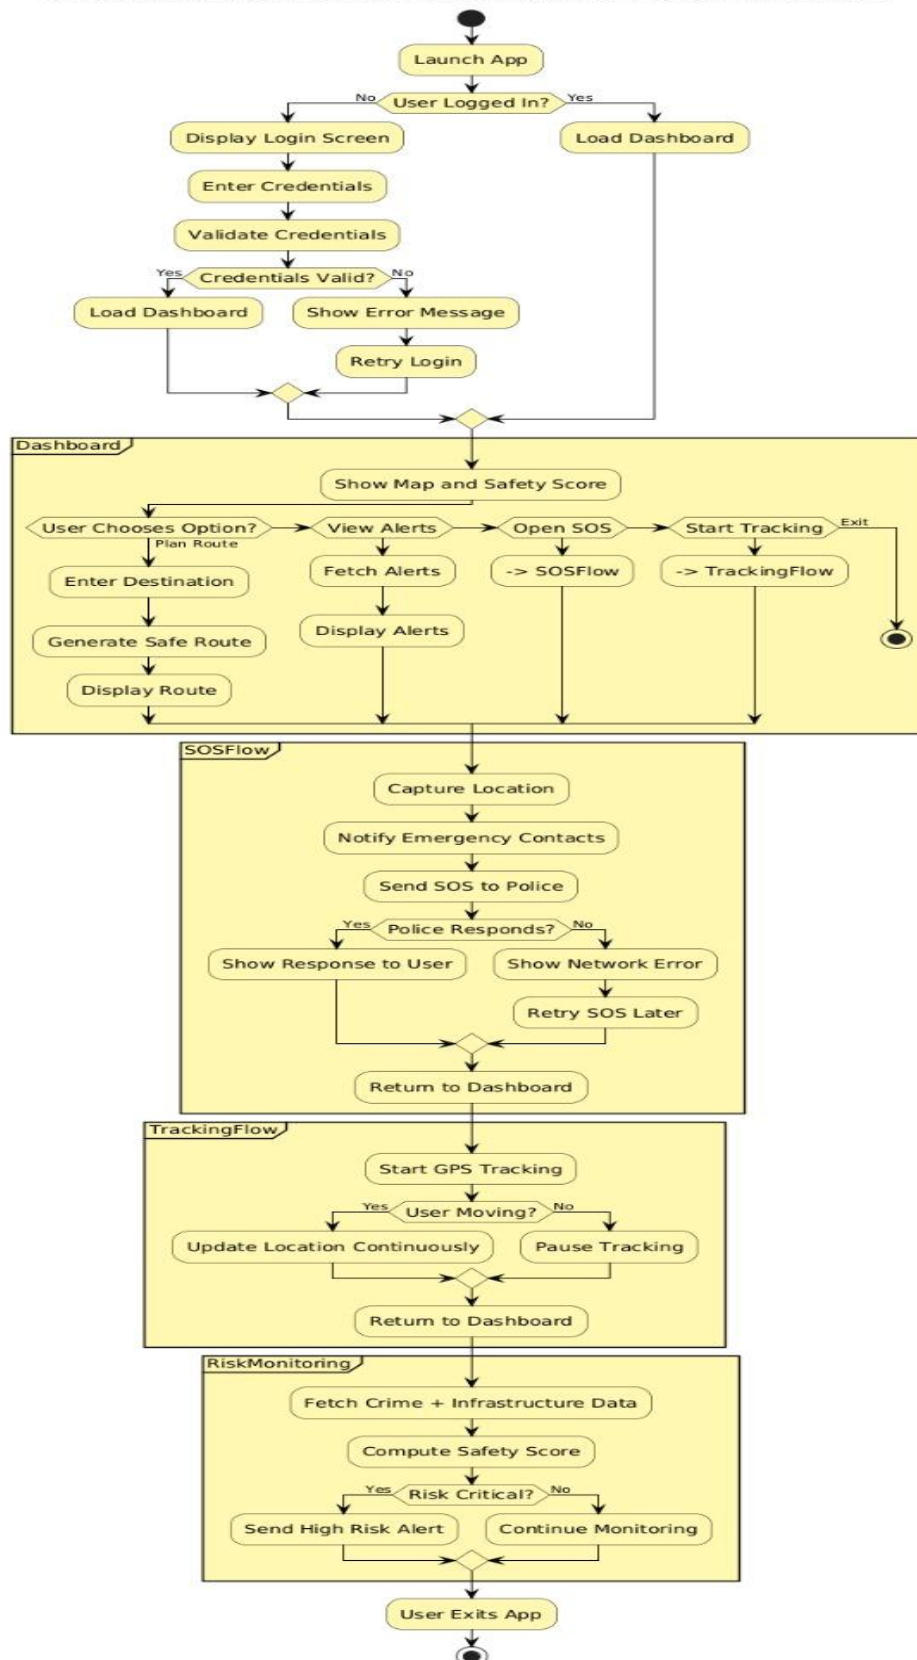 Launch App
No
User Logged In?
Yes
Display Login Screen
Load Dashboard
Enter Credentials
Validate Credentials
Yes
Credentials Valid?
No
Load Dashboard
Show Error Message
Retry Login
Dashboard
Show Map and Safety Score
User Chooses Option?
View Alerts
Open SOS
Start Tracking
Exit
Plan Route
Enter Destination
Fetch Alerts
-> SOSFlow
-> TrackingFlow
Generate Safe Route
Display Alerts
Display Route
SOSFlow
Capture Location
Notify Emergency Contacts
Send SOS to Police
Yes
Police Responds?
No
Show Response to User
Show Network Error
Retry SOS Later
Return to Dashboard
TrackingFlow
Start GPS Tracking
Yes
User Moving?
No
Update Location Continuously
Pause Tracking
Return to Dashboard
RiskMonitoring
Fetch Crime + Infrastructure Data
Compute Safety Score
Yes
Risk Critical?
No
Send High Risk Alert
Continue Monitoring
User Exits App